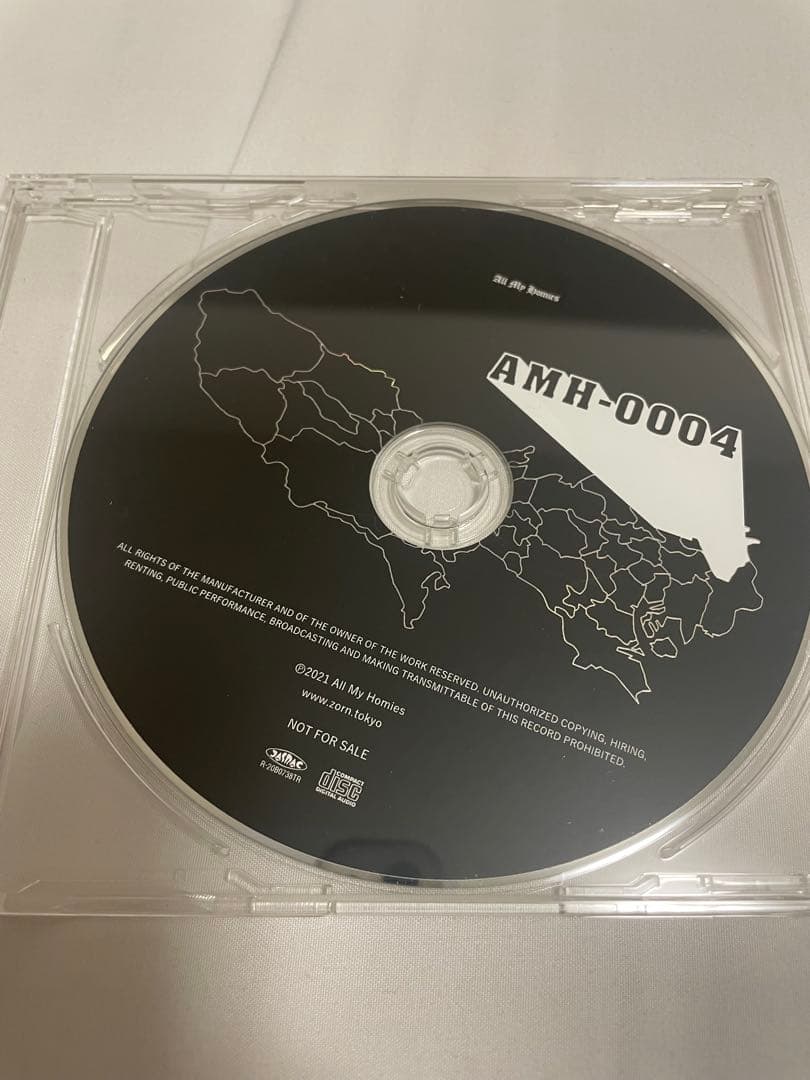 All My Homies
AMH-0004
ALL RIGHTS OF THE MANUFACTURER AND OF THE OWNER OF THE WORK RESERVED. UNAUTHORIZED COPYING, HIRING,
RENTING, PUBLIC PERFORMANCE, BROADCASTING AND MAKING TRANSMITTABLE OF THIS RECORD PROHIBITED.
℗2021 All My Homies
www.zorn.tokyo
NOT FOR SALE
JASRAC
R-20B0738TR
COMPACT
disc
DIGITAL AUDIO